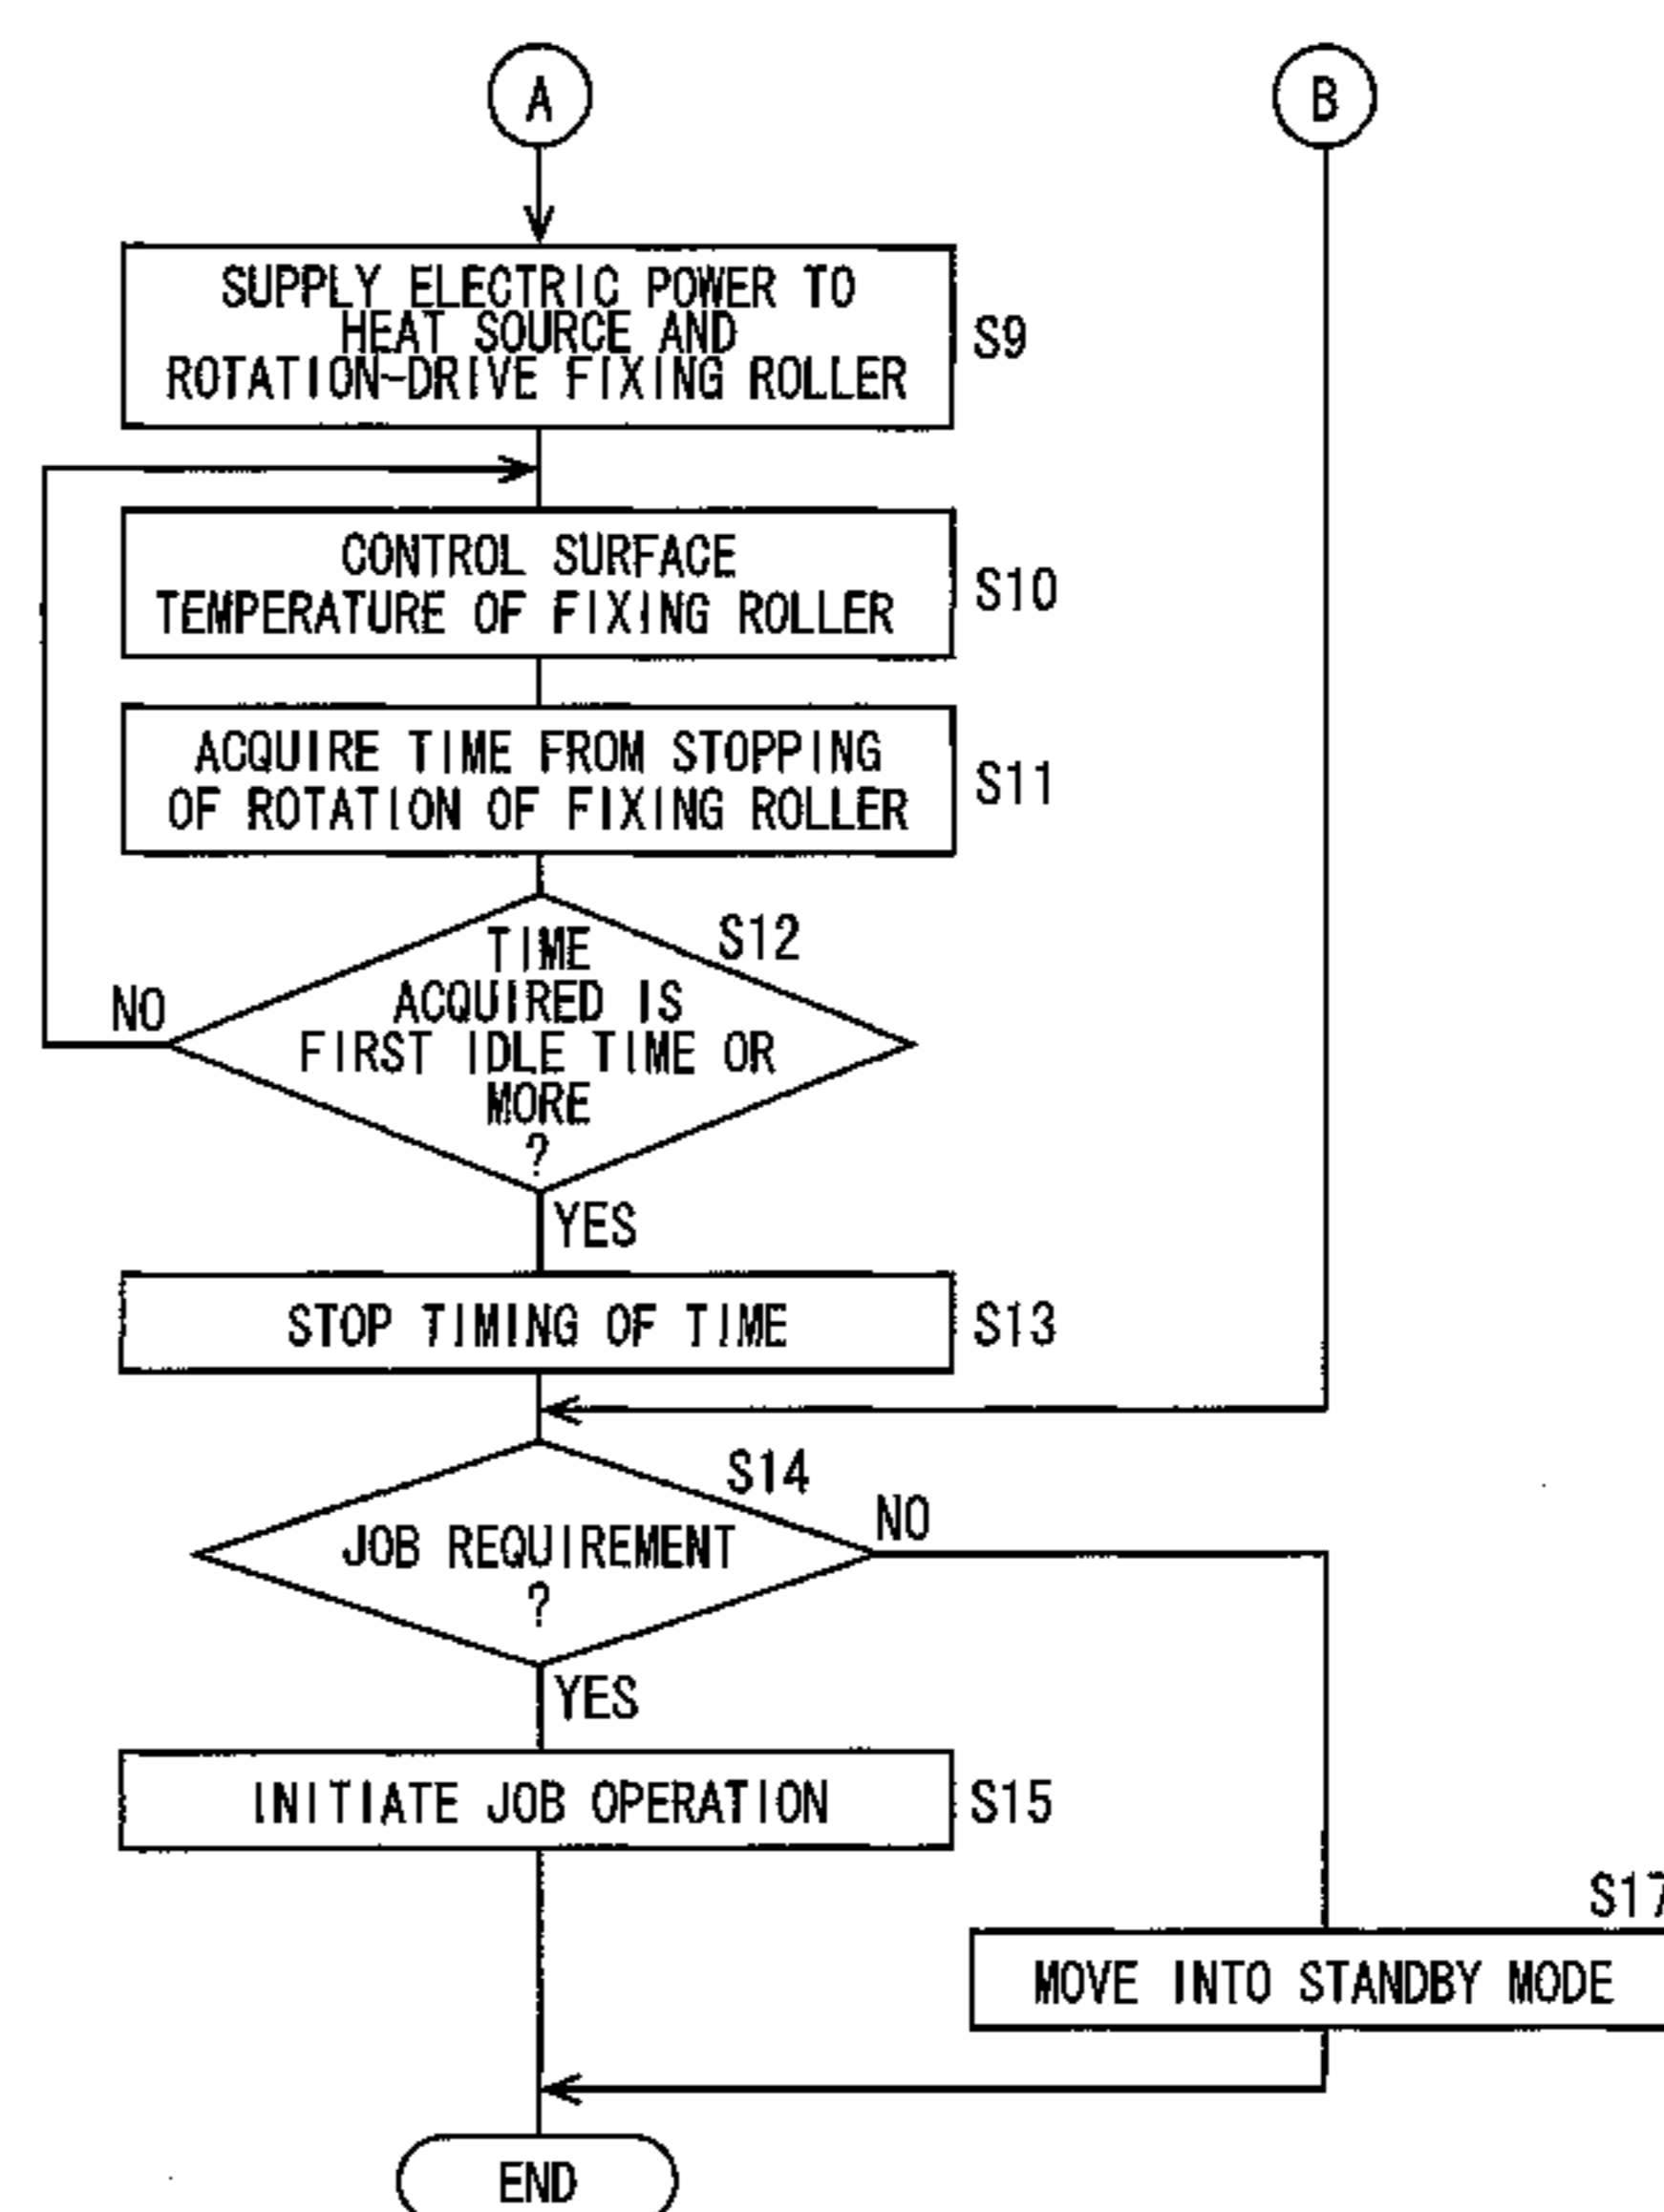 A
B
SUPPLY ELECTRIC POWER TO
HEAT SOURCE AND
ROTATION-DRIVE FIXING ROLLER
S9
CONTROL SURFACE
TEMPERATURE OF FIXING ROLLER
S10
ACQUIRE TIME FROM STOPPING
OF ROTATION OF FIXING ROLLER
S11
S12
TIME
ACQUIRED IS
FIRST IDLE TIME OR
MORE
?
NO
YES
STOP TIMING OF TIME
S13
S14
JOB REQUIREMENT
?
NO
YES
INITIATE JOB OPERATION
S15
S17
MOVE INTO STANDBY MODE
END